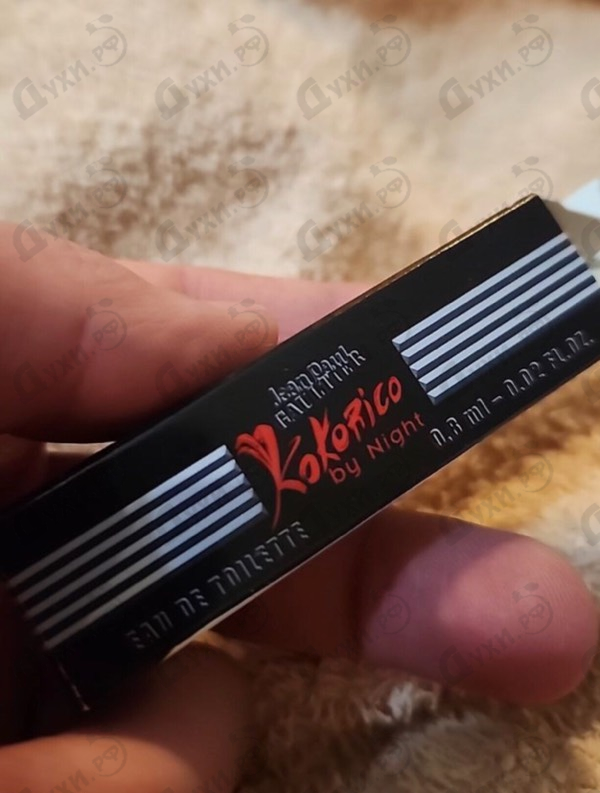 Jean Paul
GAULTIER
KOKORICO
by Night
EAU DE TOILETTE
0,8 ml - 0.02 FL.OZ.
Духи.РФ